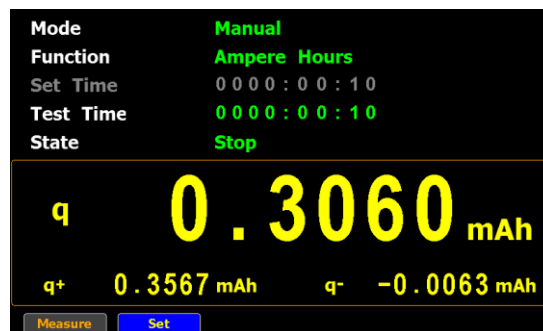 Mode Manual
Function Ampere Hours
Set Time 0000:00:10
Test Time 0000:00:10
State Stop
q 0.3060 mAh
q+ 0.3567 mAh q- -0.0063 mAh
Measure Set